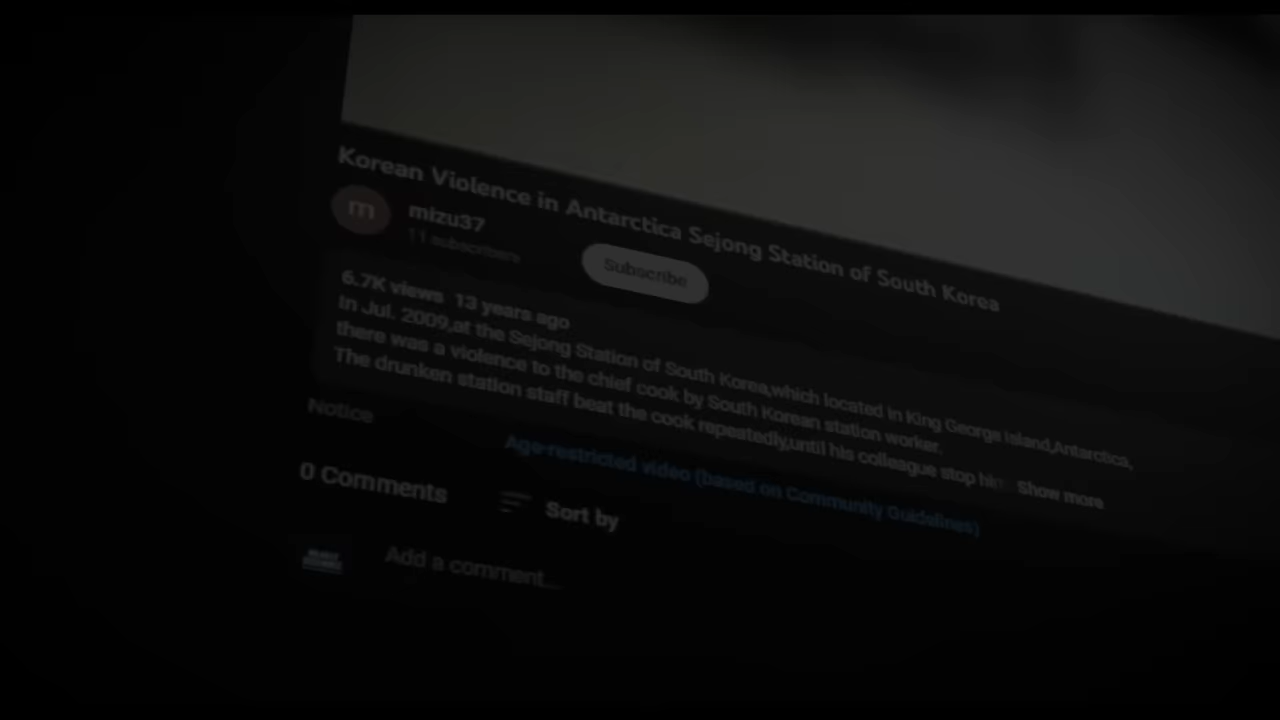 Korean Violence in Antarctica Sejong Station of South Korea
m
mizu37
11 subscribers
Subscribe
6.7K views 13 years ago
In Jul. 2009,at the Sejong Station of South Korea,which located in King George Island,Antarctica,
there was a violence to the chief cook by South Korean station worker.
The drunken station staff beat the cook repeatedly,until his colleague stop Show more
Notice
Age-restricted video (based on Community Guidelines)
0 Comments
Sort by
Add a comment...